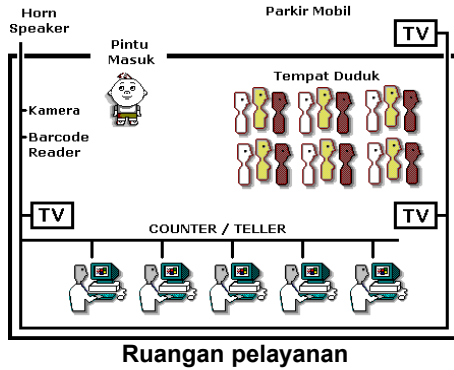 Horn
Speaker
Parkir Mobil
TV
Pintu
Masuk
Tempat Duduk
Kamera
Barcode
Reader
TV
TV
COUNTER / TELLER
Ruangan pelayanan